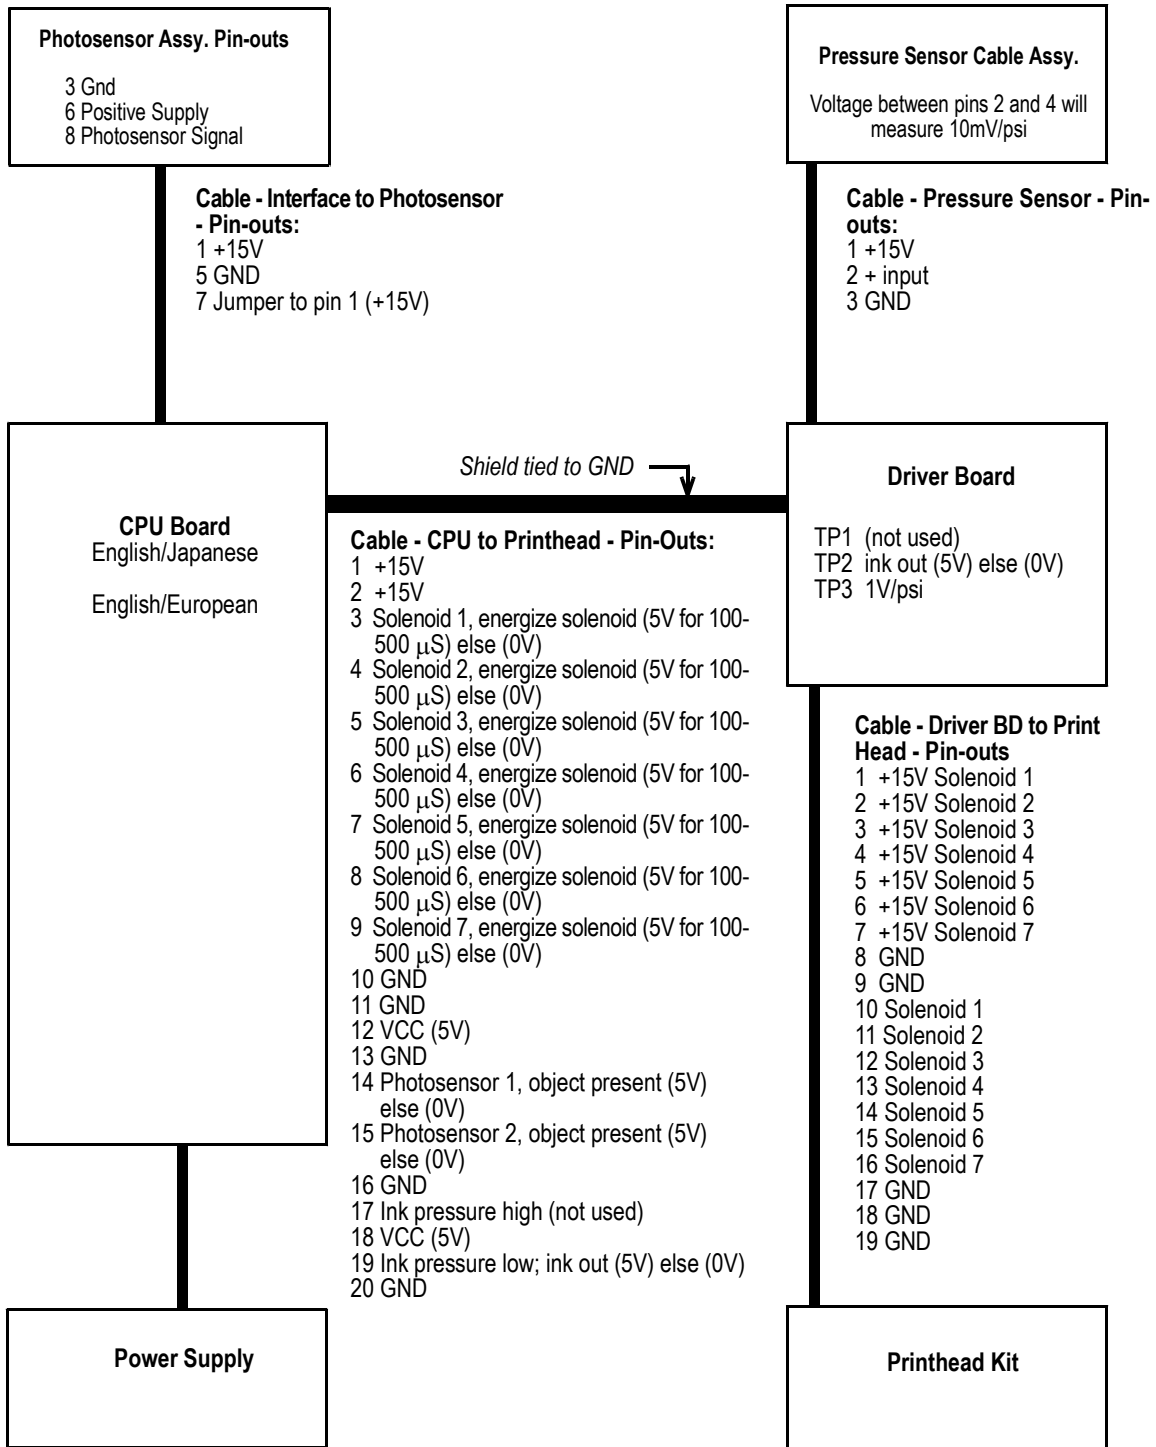 Photosensor Assy. Pin-outs
3 Gnd
6 Positive Supply
8 Photosensor Signal
Pressure Sensor Cable Assy.
Voltage between pins 2 and 4 will
measure 10mV/psi
Cable - Interface to Photosensor
- Pin-outs:
1 +15V
5 GND
7 Jumper to pin 1 (+15V)
Cable - Pressure Sensor - Pin-
outs:
1 +15V
2 + input
3 GND
CPU Board
English/Japanese
English/European
Shield tied to GND
Driver Board
TP1 (not used)
TP2 ink out (5V) else (0V)
TP3 1V/psi
Cable - CPU to Printhead - Pin-Outs:
1 +15V
2 +15V
3 Solenoid 1, energize solenoid (5V for 100-
500 μS) else (0V)
4 Solenoid 2, energize solenoid (5V for 100-
500 μS) else (0V)
5 Solenoid 3, energize solenoid (5V for 100-
500 μS) else (0V)
6 Solenoid 4, energize solenoid (5V for 100-
500 μS) else (0V)
7 Solenoid 5, energize solenoid (5V for 100-
500 μS) else (0V)
8 Solenoid 6, energize solenoid (5V for 100-
500 μS) else (0V)
9 Solenoid 7, energize solenoid (5V for 100-
500 μS) else (0V)
10 GND
11 GND
12 VCC (5V)
13 GND
14 Photosensor 1, object present (5V)
else (0V)
15 Photosensor 2, object present (5V)
else (0V)
16 GND
17 Ink pressure high (not used)
18 VCC (5V)
19 Ink pressure low; ink out (5V) else (0V)
20 GND
Cable - Driver BD to Print
Head - Pin-outs
1 +15V Solenoid 1
2 +15V Solenoid 2
3 +15V Solenoid 3
4 +15V Solenoid 4
5 +15V Solenoid 5
6 +15V Solenoid 6
7 +15V Solenoid 7
8 GND
9 GND
10 Solenoid 1
11 Solenoid 2
12 Solenoid 3
13 Solenoid 4
14 Solenoid 5
15 Solenoid 6
16 Solenoid 7
17 GND
18 GND
19 GND
Power Supply
Printhead Kit